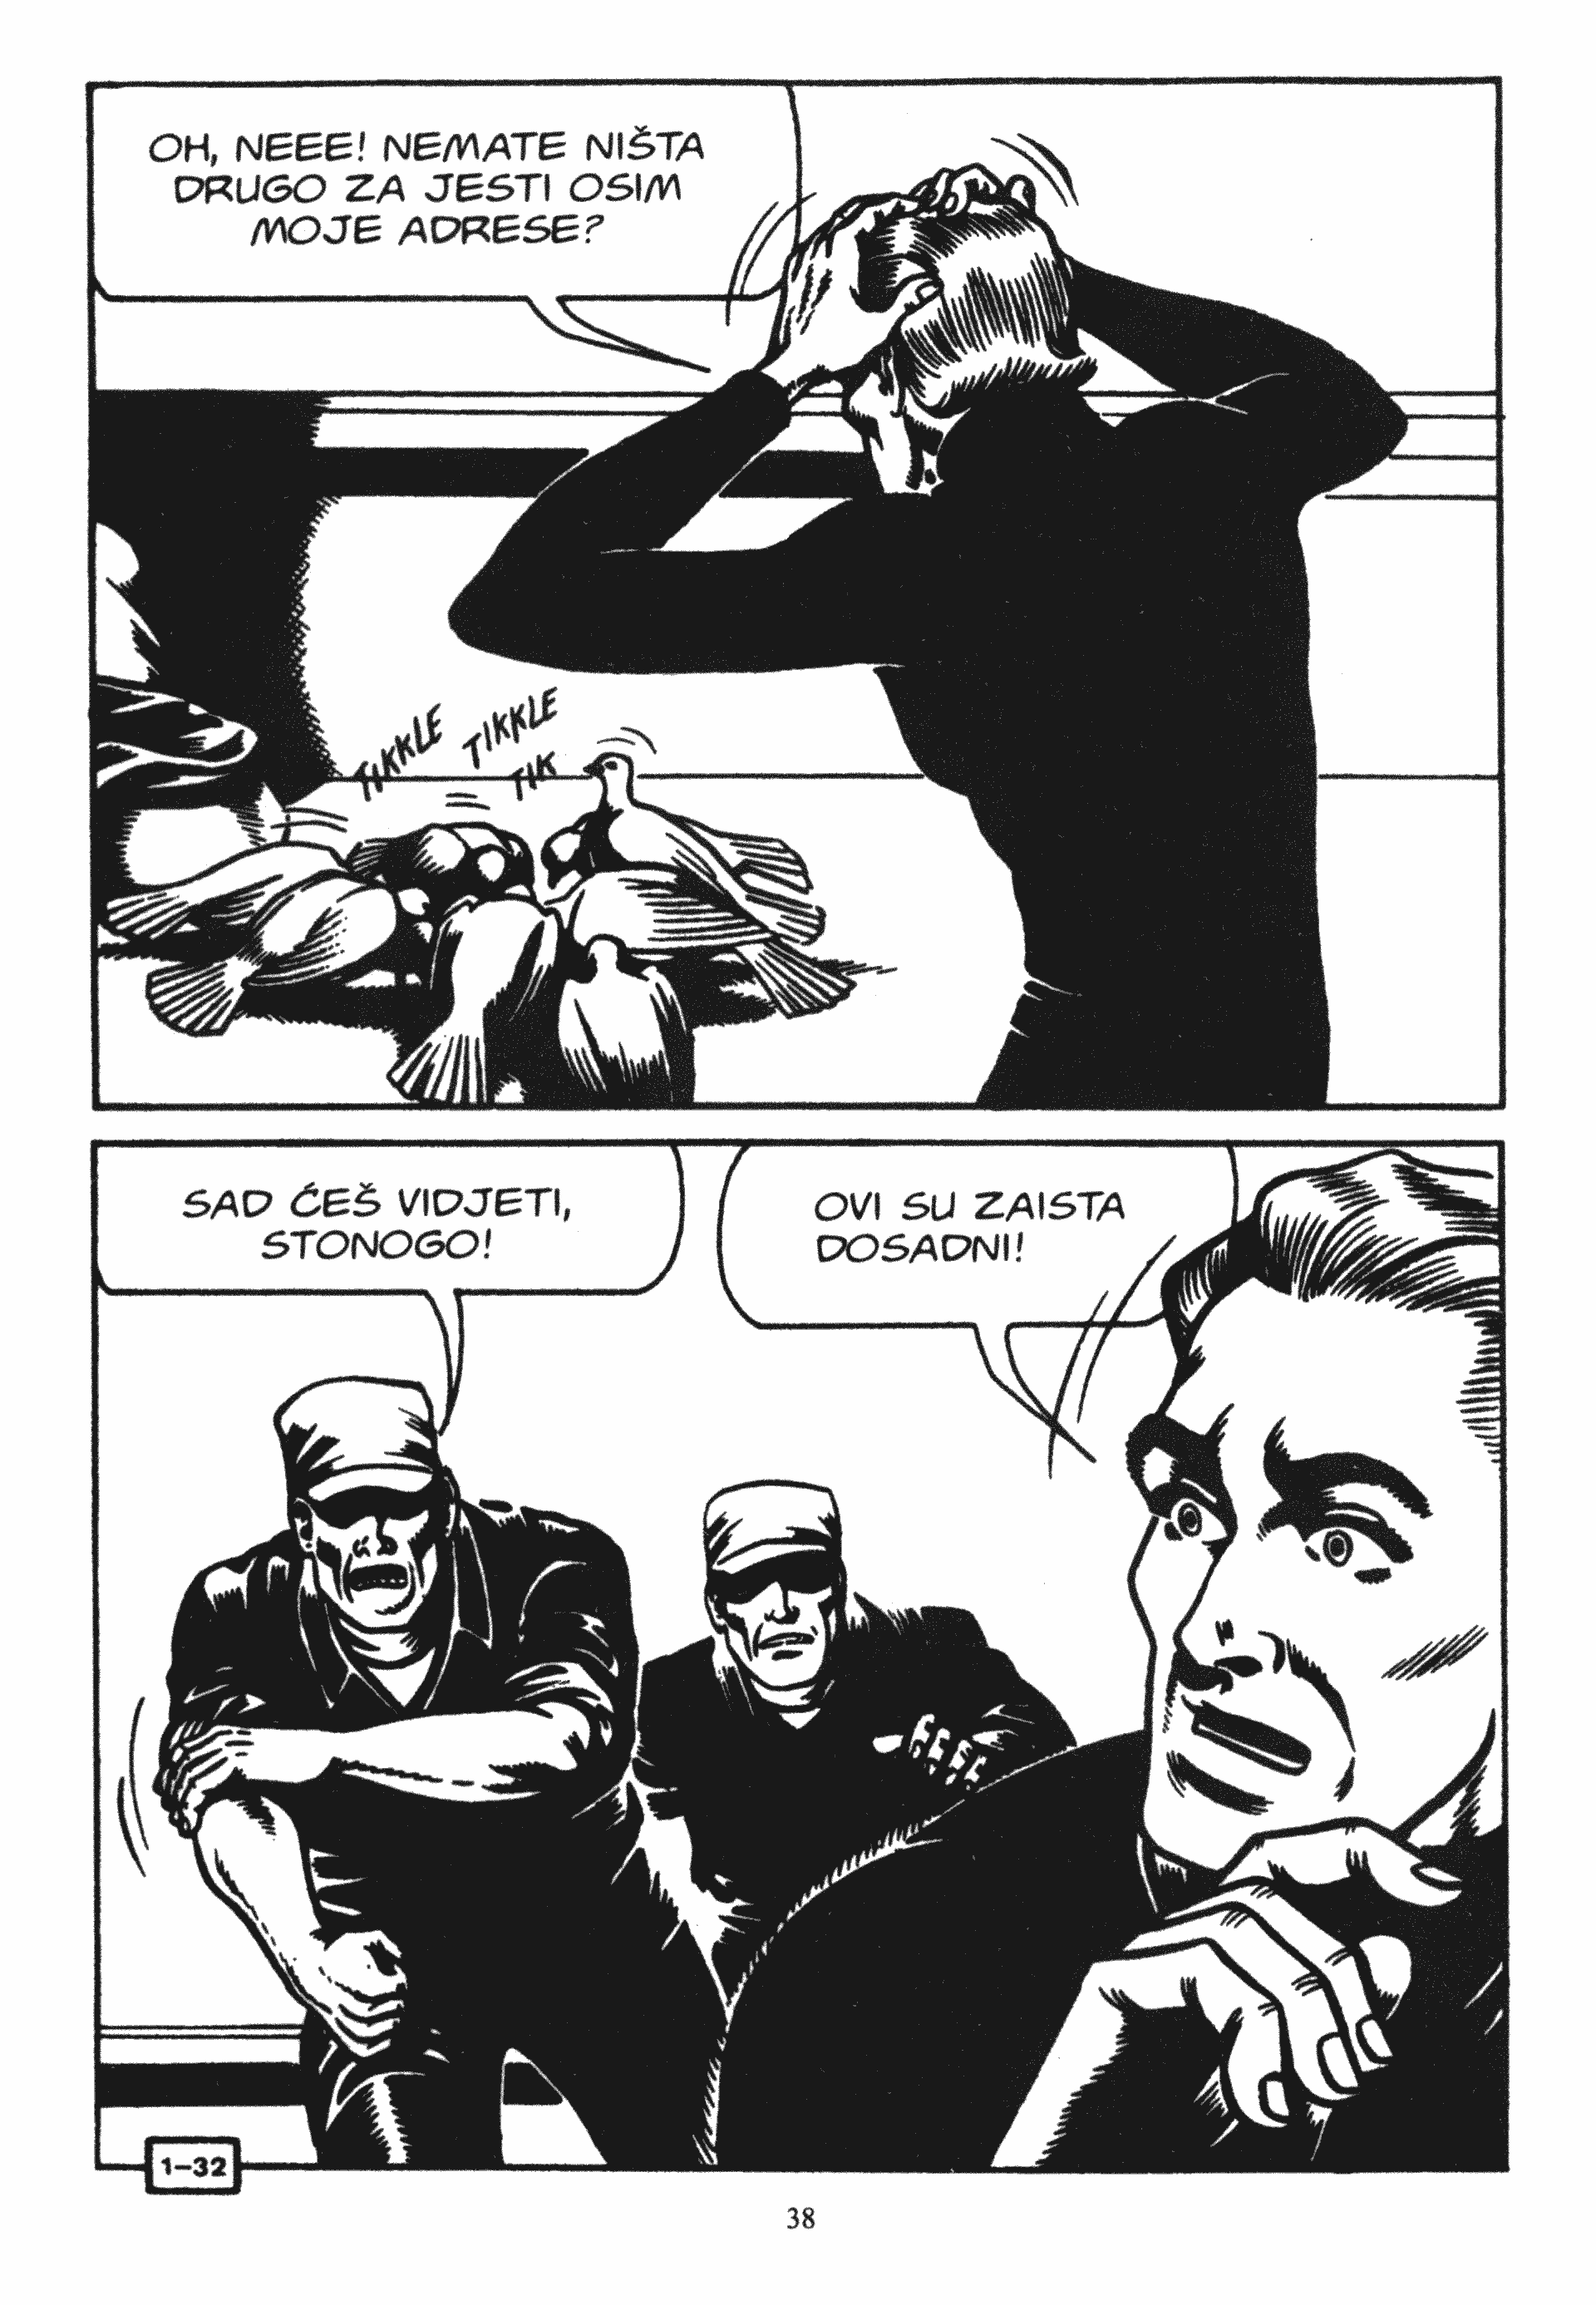 OH, NEEE! NEMATE NIŠTA
DRUGO ZA JESTI OSIM
MOJE ADRESE?
TIKKLE
TIKKLE
TIK
SAD ĆEŠ VIDJETI,
STONOGO!
OVI SU ZAISTA
DOSADNI!
1-32
38